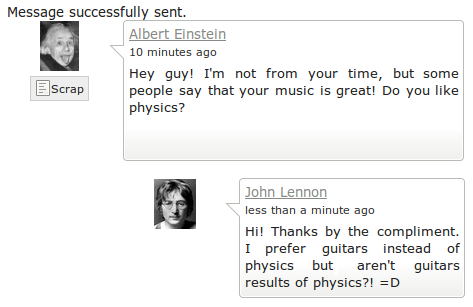 Message successfully sent.
Albert Einstein
10 minutes ago
Hey guy! I'm not from your time, but some
people say that your music is great! Do you like
physics?
Scrap
John Lennon
less than a minute ago
Hi! Thanks by the compliment.
I prefer guitars instead of
physics but aren't guitars
results of physics?! =D